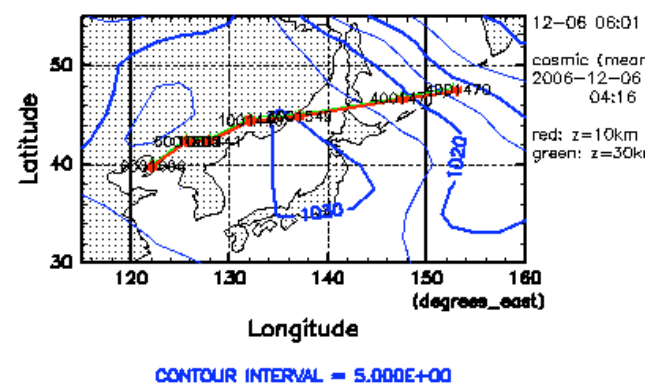 12-06 06:01
cosmic (mean
2006-12-06
04:16
red: z=10km
green: z=30km
Latitude
50
40
30
1020
1020
120
130
140
150
160
(degrees_east)
Longitude
CONTOUR INTERVAL = 5.000E+00